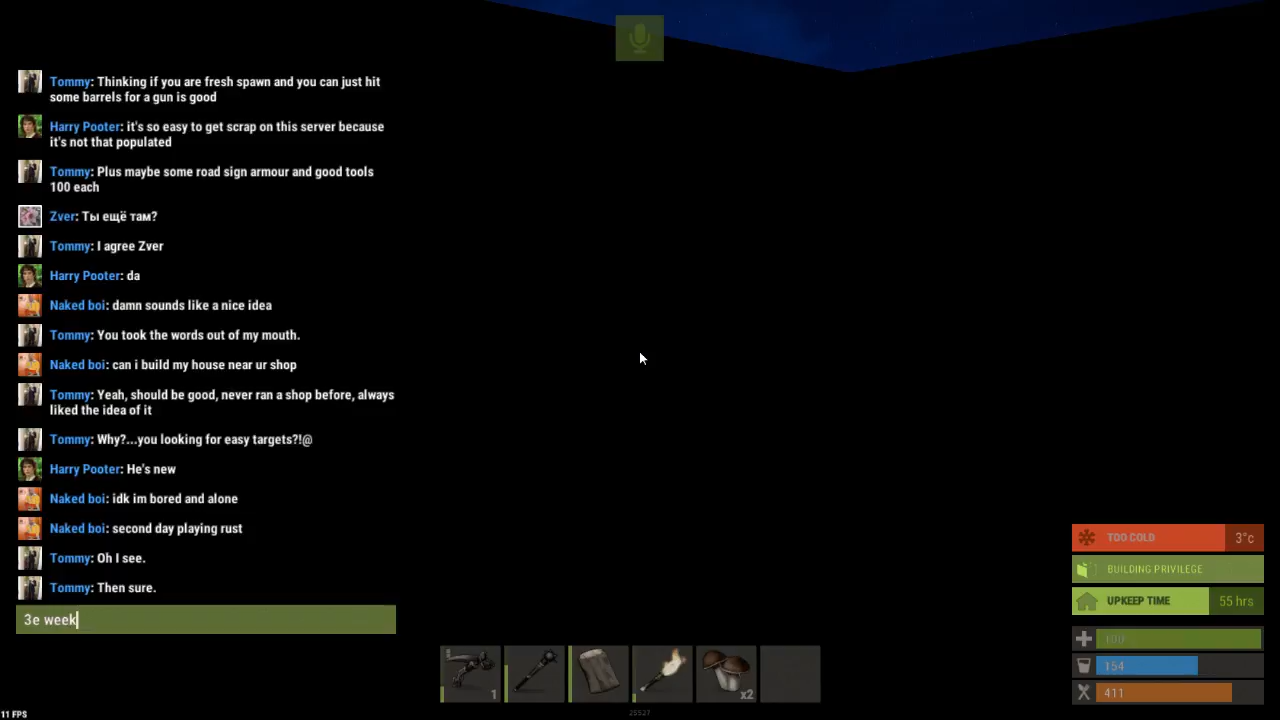 Tommy: Thinking if you are fresh spawn and you can just hit
some barrels for a gun is good
Harry Pooter: it's so easy to get scrap on this server because
it's not that populated
Tommy: Plus maybe some road sign armour and good tools
100 each
Zver: Ты ещё там?
Tommy: I agree Zver
Harry Pooter: da
Naked boi: damn sounds like a nice idea
Tommy: You took the words out of my mouth.
Naked boi: can i build my house near ur shop
Tommy: Yeah, should be good, never ran a shop before, always
liked the idea of it
Tommy: Why?...you looking for easy targets?!@
Harry Pooter: He's new
Naked boi: idk im bored and alone
Naked boi: second day playing rust
Tommy: Oh I see.
Tommy: Then sure.
3e week
TOO COLD 3°c
BUILDING PRIVILEGE
UPKEEP TIME 55 hrs
100
154
411
1
x2
25527
11 FPS